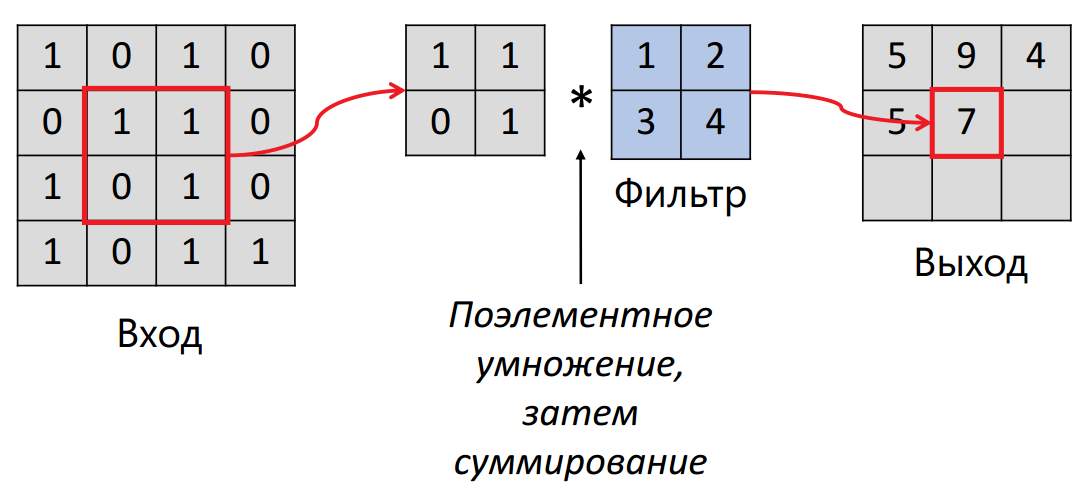 1 0 1 0
0 1 1 0
1 0 1 0
1 0 1 1
Вход
1 1
0 1
*
1 2
3 4
Фильтр
Поэлементное
умножение,
затем
суммирование
5 9 4
5 7
Выход